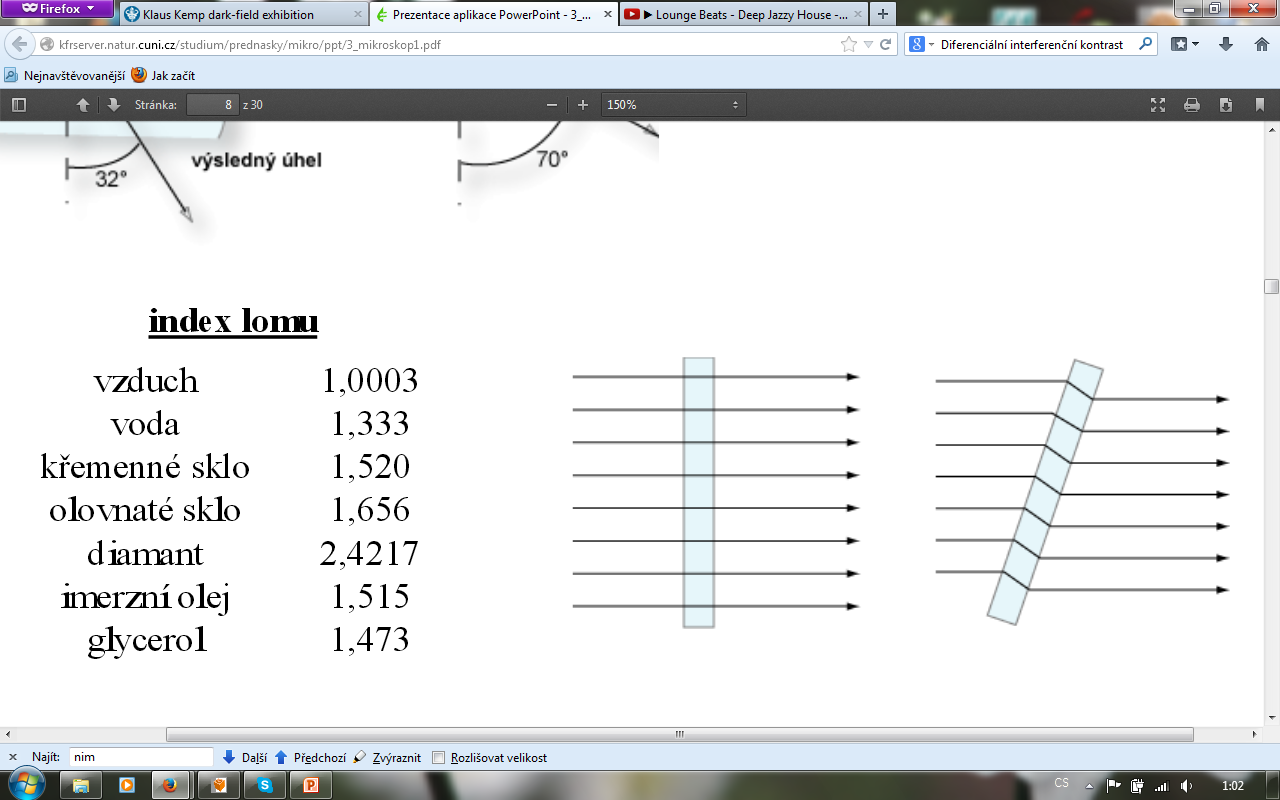 Firefox
Klaus Kemp dark-field exhibition
Prezentace aplikace PowerPoint - 3_...
▶ Lounge Beats - Deep Jazzy House -...
kfrserver.natur.cuni.cz/studium/prednasky/mikro/ppt/3_mikroskop1.pdf
Diferenciální interferenční kontrast
Nejnavštěvovanější Jak začít
Stránka: 8 z 30 150%
výsledný úhel
32°
70°
index lomu
vzduch 1,0003
voda 1,333
křemenné sklo 1,520
olovnaté sklo 1,656
diamant 2,4217
imerzní olej 1,515
glycerol 1,473
Najít: nim Další Předchozí Zvýraznit Rozlišovat velikost
CS 1:02